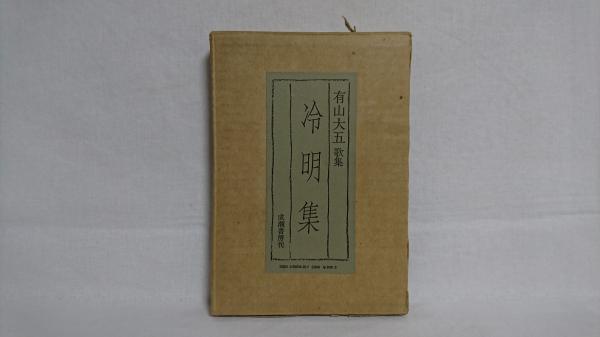 有山大五 歌集
冷明集
成瀬書房刊